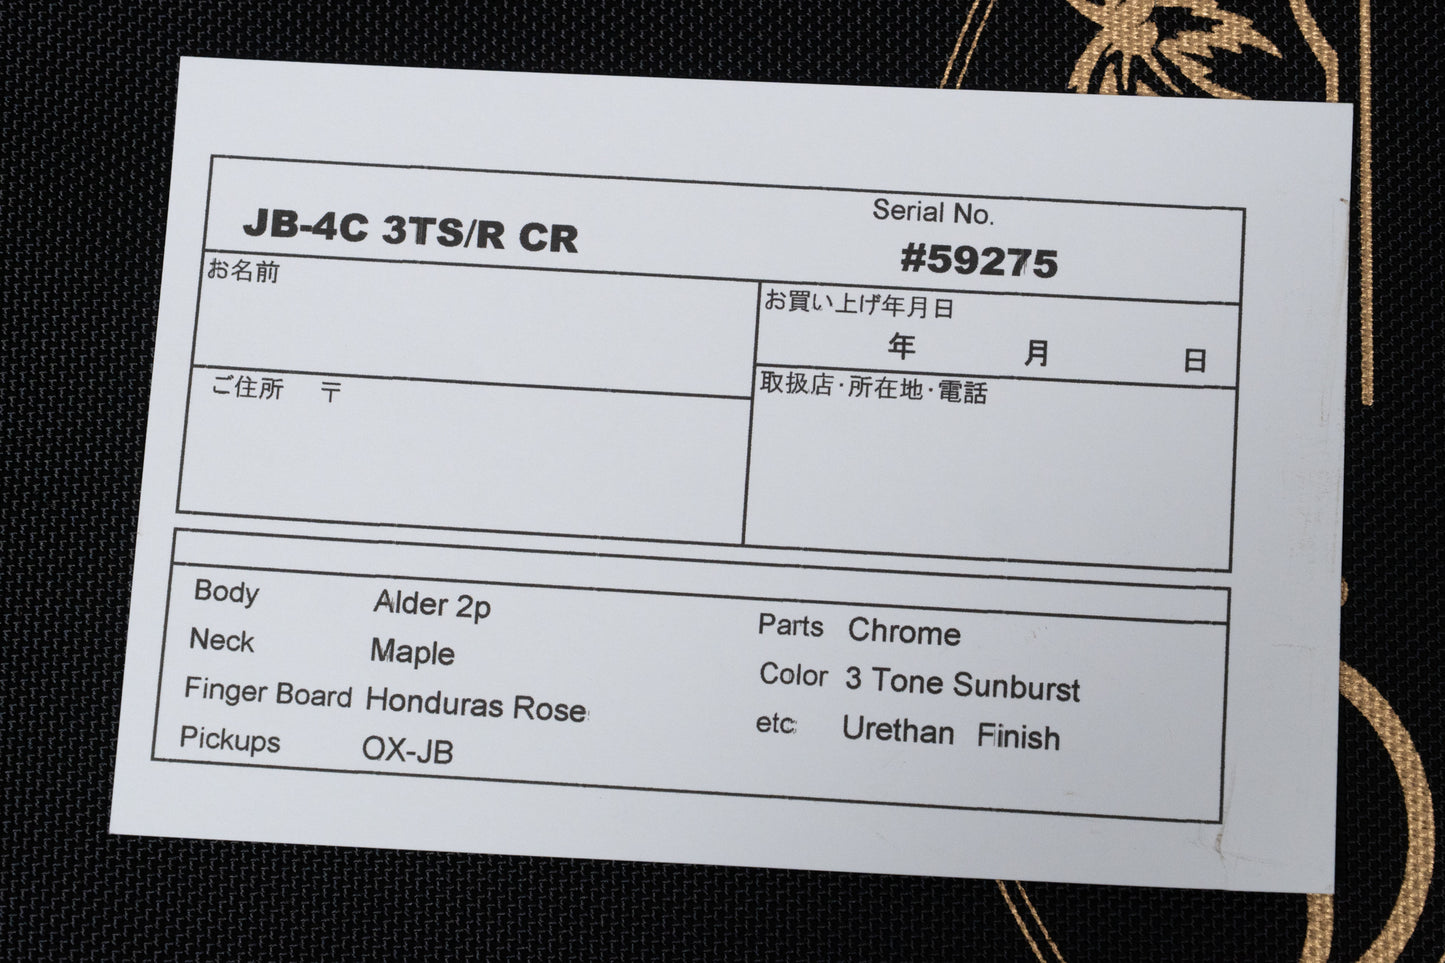 JB-4C 3TS/R CR
Serial No.
#59275
お名前
お買い上げ年月日
年 月 日
ご住所 〒
取扱店・所在地・電話
Body Alder 2p
Neck Maple
Finger Board Honduras Rose
Pickups OX-JB
Parts Chrome
Color 3 Tone Sunburst
etc Urethan Finish